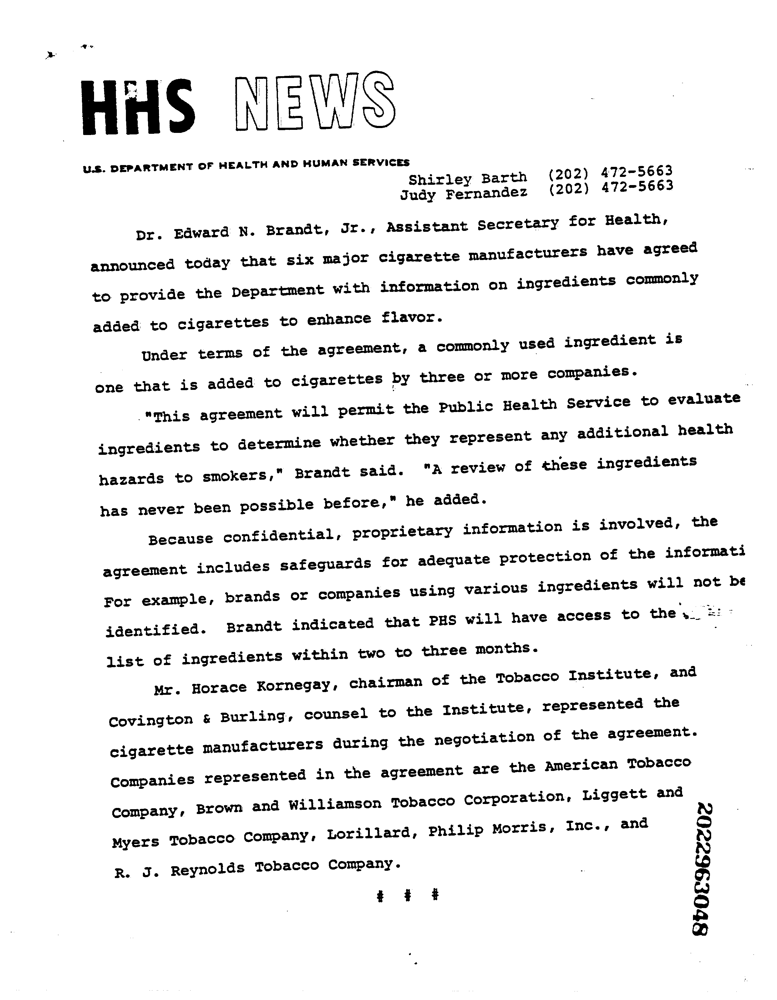 HHS NEWS
U.S. DEPARTMENT OF HEALTH AND HUMAN SERVICES
Shirley Barth (202) 472-5663
Judy Fernandez (202) 472-5663
Dr. Edward N. Brandt, Jr., Assistant Secretary for Health,
announced today that six major cigarette manufacturers have agreed
to provide the Department with information on ingredients commonly
added to cigarettes to enhance flavor.
Under terms of the agreement, a commonly used ingredient is
one that is added to cigarettes by three or more companies.
"This agreement will permit the Public Health Service to evaluate
ingredients to determine whether they represent any additional health
hazards to smokers," Brandt said. "A review of these ingredients
has never been possible before," he added.
Because confidential, proprietary information is involved, the
agreement includes safeguards for adequate protection of the informati
For example, brands or companies using various ingredients will not be
identified. Brandt indicated that PHS will have access to the
list of ingredients within two to three months.
Mr. Horace Kornegay, chairman of the Tobacco Institute, and
Covington & Burling, counsel to the Institute, represented the
cigarette manufacturers during the negotiation of the agreement.
Companies represented in the agreement are the American Tobacco
Company, Brown and Williamson Tobacco Corporation, Liggett and
Myers Tobacco Company, Lorillard, Philip Morris, Inc., and
R. J. Reynolds Tobacco Company.
# # #
2022963048